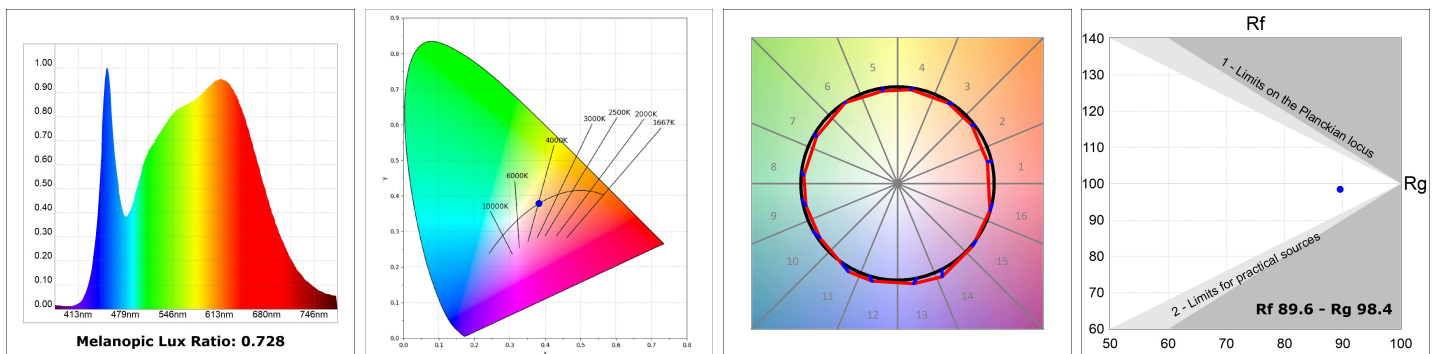 1.00
0.90
0.80
0.70
0.60
0.50
0.40
0.30
0.20
0.10
0.00
413nm 479nm 546nm 613nm 680nm 746nm
Melanopic Lux Ratio: 0.728
0.9
0.8
0.7
0.6
0.5
0.4
0.3
0.2
0.1
0.0
y
0.0 0.1 0.2 0.3 0.4 0.5 0.6 0.7 0.8
x
10000K
6000K
4000K
3000K
2500K
2000K
1667K
5 4
6 3
7 2
8 1
9 16
10 15
11 14
12 13
Rf
140
130
120
110
100
90
80
70
60
50 60 70 80 90 100
Rg
1 - Limits on the Planckian locus
2 - Limits for practical sources
Rf 89.6 - Rg 98.4